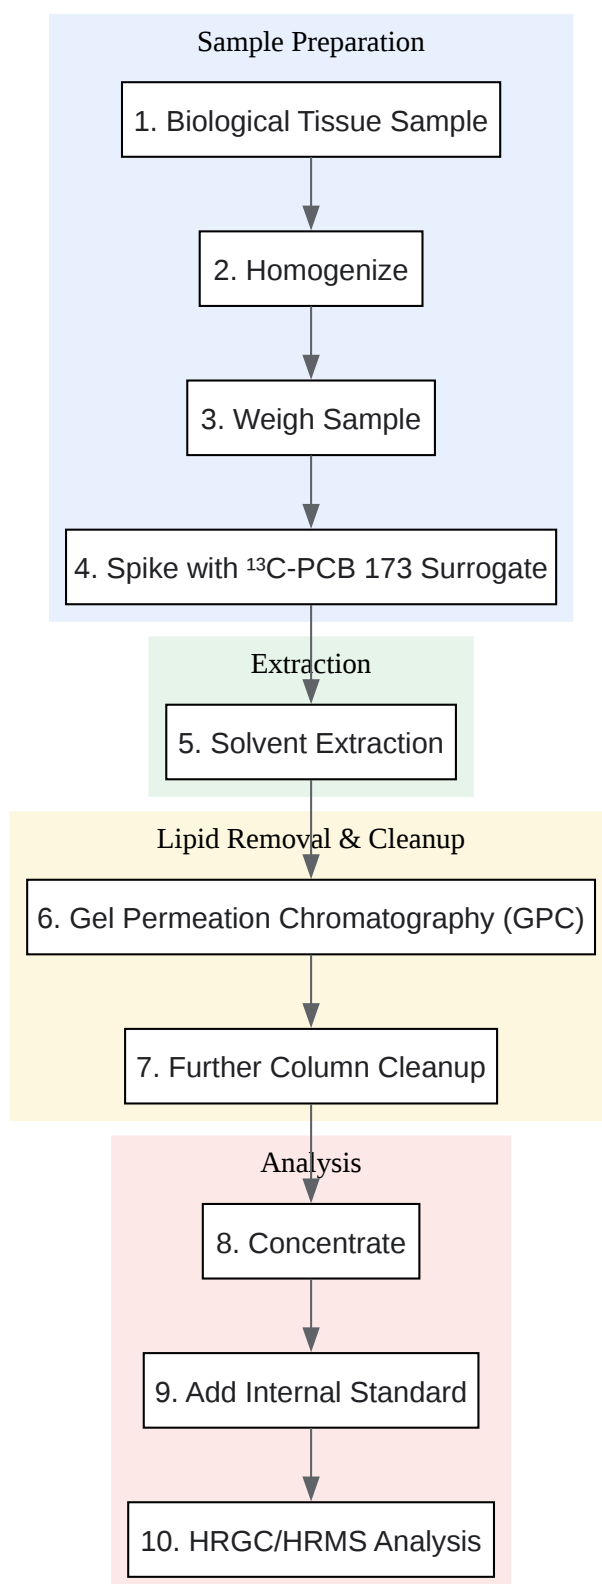 Sample Preparation
1. Biological Tissue Sample
2. Homogenize
3. Weigh Sample
4. Spike with ¹³C-PCB 173 Surrogate
Extraction
5. Solvent Extraction
Lipid Removal & Cleanup
6. Gel Permeation Chromatography (GPC)
7. Further Column Cleanup
Analysis
8. Concentrate
9. Add Internal Standard
10. HRGC/HRMS Analysis